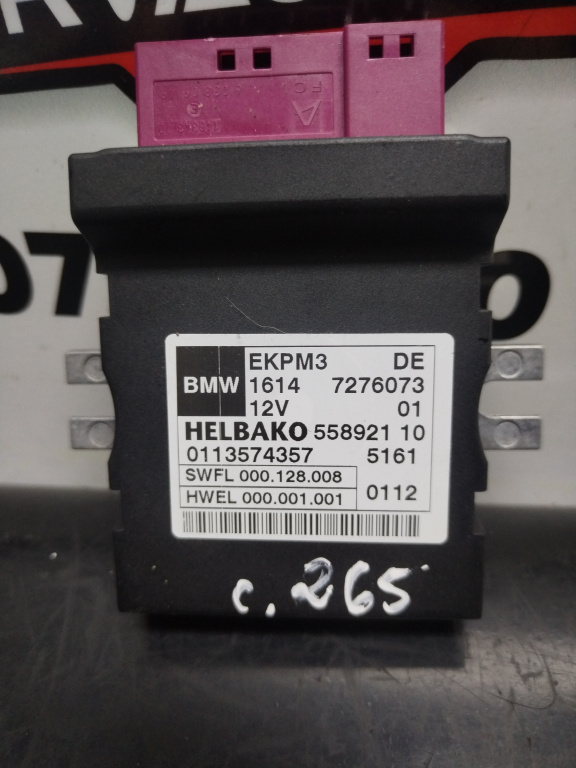 EKPM3 DE
BMW 1614 7276073
12V 01
HELBAKO 558921 10
0113574357 5161
SWFL 000.128.008
HWEL 000.001.001 0112
c. 265